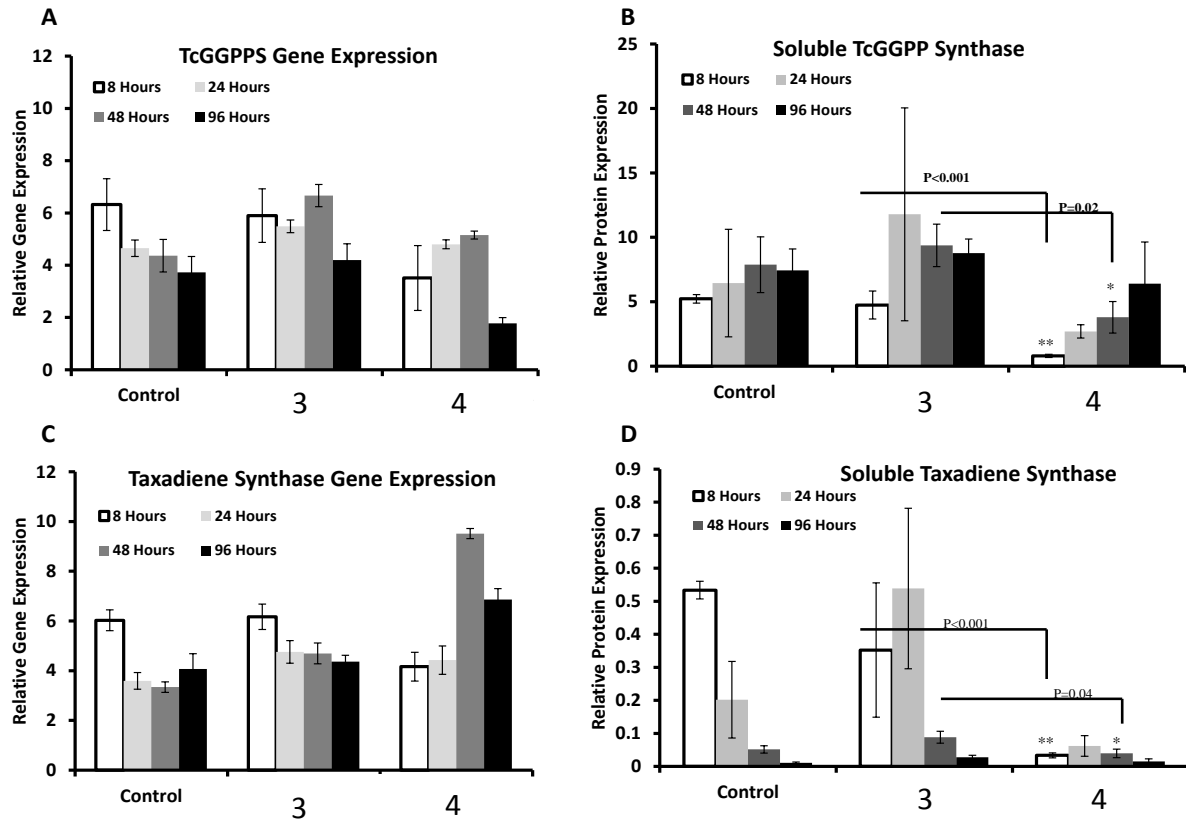 A
TcGGPPS Gene Expression
12
10
8
6
4
2
0
Relative Gene Expression
8 Hours
24 Hours
48 Hours
96 Hours
Control
3
4
B
Soluble TcGGPP Synthase
25
20
15
10
5
0
Relative Protein Expression
8 Hours
24 Hours
48 Hours
96 Hours
P<0.001
P=0.02
**
*
Control
3
4
C
Taxadiene Synthase Gene Expression
12
10
8
6
4
2
0
Relative Gene Expression
8 Hours
24 Hours
48 Hours
96 Hours
Control
3
4
D
Soluble Taxadiene Synthase
0.9
0.8
0.7
0.6
0.5
0.4
0.3
0.2
0.1
0
Relative Protein Expression
8 Hours
24 Hours
48 Hours
96 Hours
P<0.001
P=0.04
**
*
Control
3
4